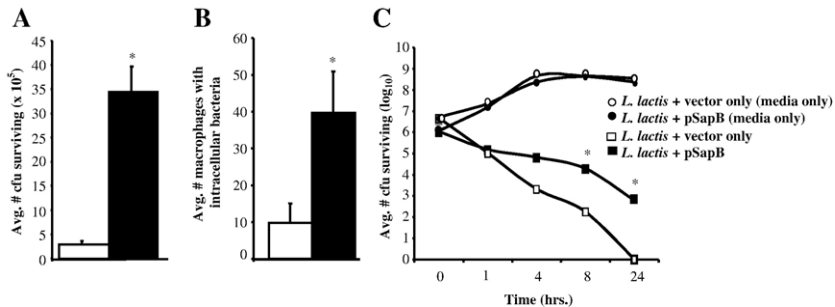 A
Avg. # cfu surviving (x 10⁵)
45
40
35
30
25
20
15
10
5
0
*
B
Avg. # macrophages with
intracellular bacteria
60
50
40
30
20
10
0
*
C
Avg. # cfu surviving (log₁₀)
10
9
8
7
6
5
4
3
2
1
0
*
*
0 1 4 8 24
Time (hrs.)
L. lactis + vector only (media only)
L. lactis + pSapB (media only)
L. lactis + vector only
L. lactis + pSapB